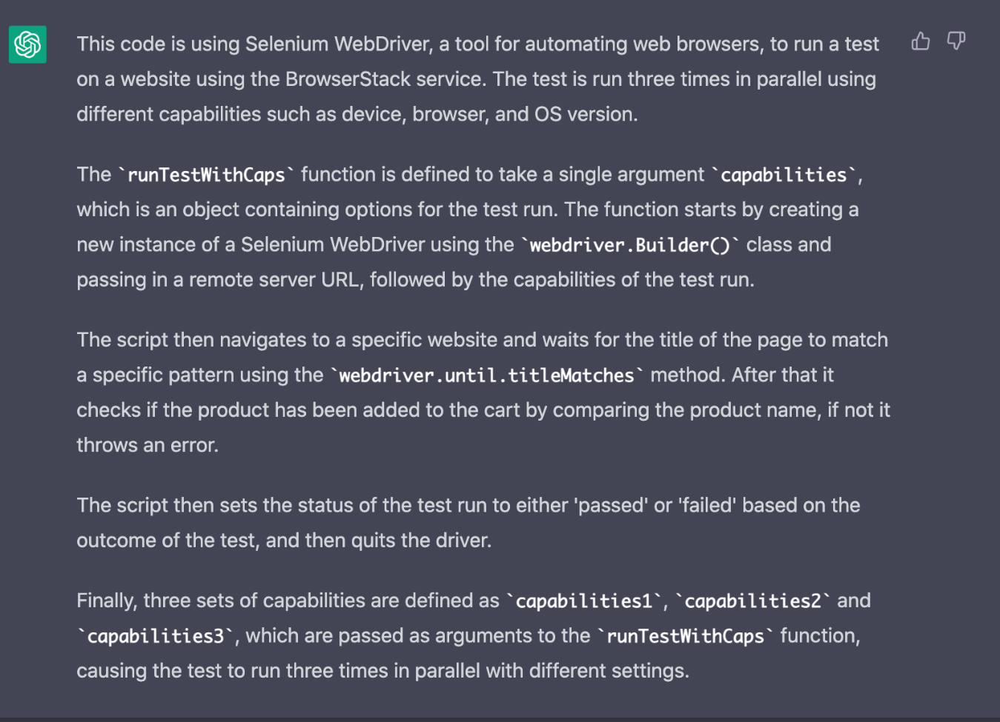 This code is using Selenium WebDriver, a tool for automating web browsers, to run a test
on a website using the BrowserStack service. The test is run three times in parallel using
different capabilities such as device, browser, and OS version.
The `runTestWithCaps` function is defined to take a single argument `capabilities`,
which is an object containing options for the test run. The function starts by creating a
new instance of a Selenium WebDriver using the `webdriver.Builder()` class and
passing in a remote server URL, followed by the capabilities of the test run.
The script then navigates to a specific website and waits for the title of the page to match
a specific pattern using the `webdriver.until.titleMatches` method. After that it
checks if the product has been added to the cart by comparing the product name, if not it
throws an error.
The script then sets the status of the test run to either 'passed' or 'failed' based on the
outcome of the test, and then quits the driver.
Finally, three sets of capabilities are defined as `capabilities1`, `capabilities2` and
`capabilities3`, which are passed as arguments to the `runTestWithCaps` function,
causing the test to run three times in parallel with different settings.